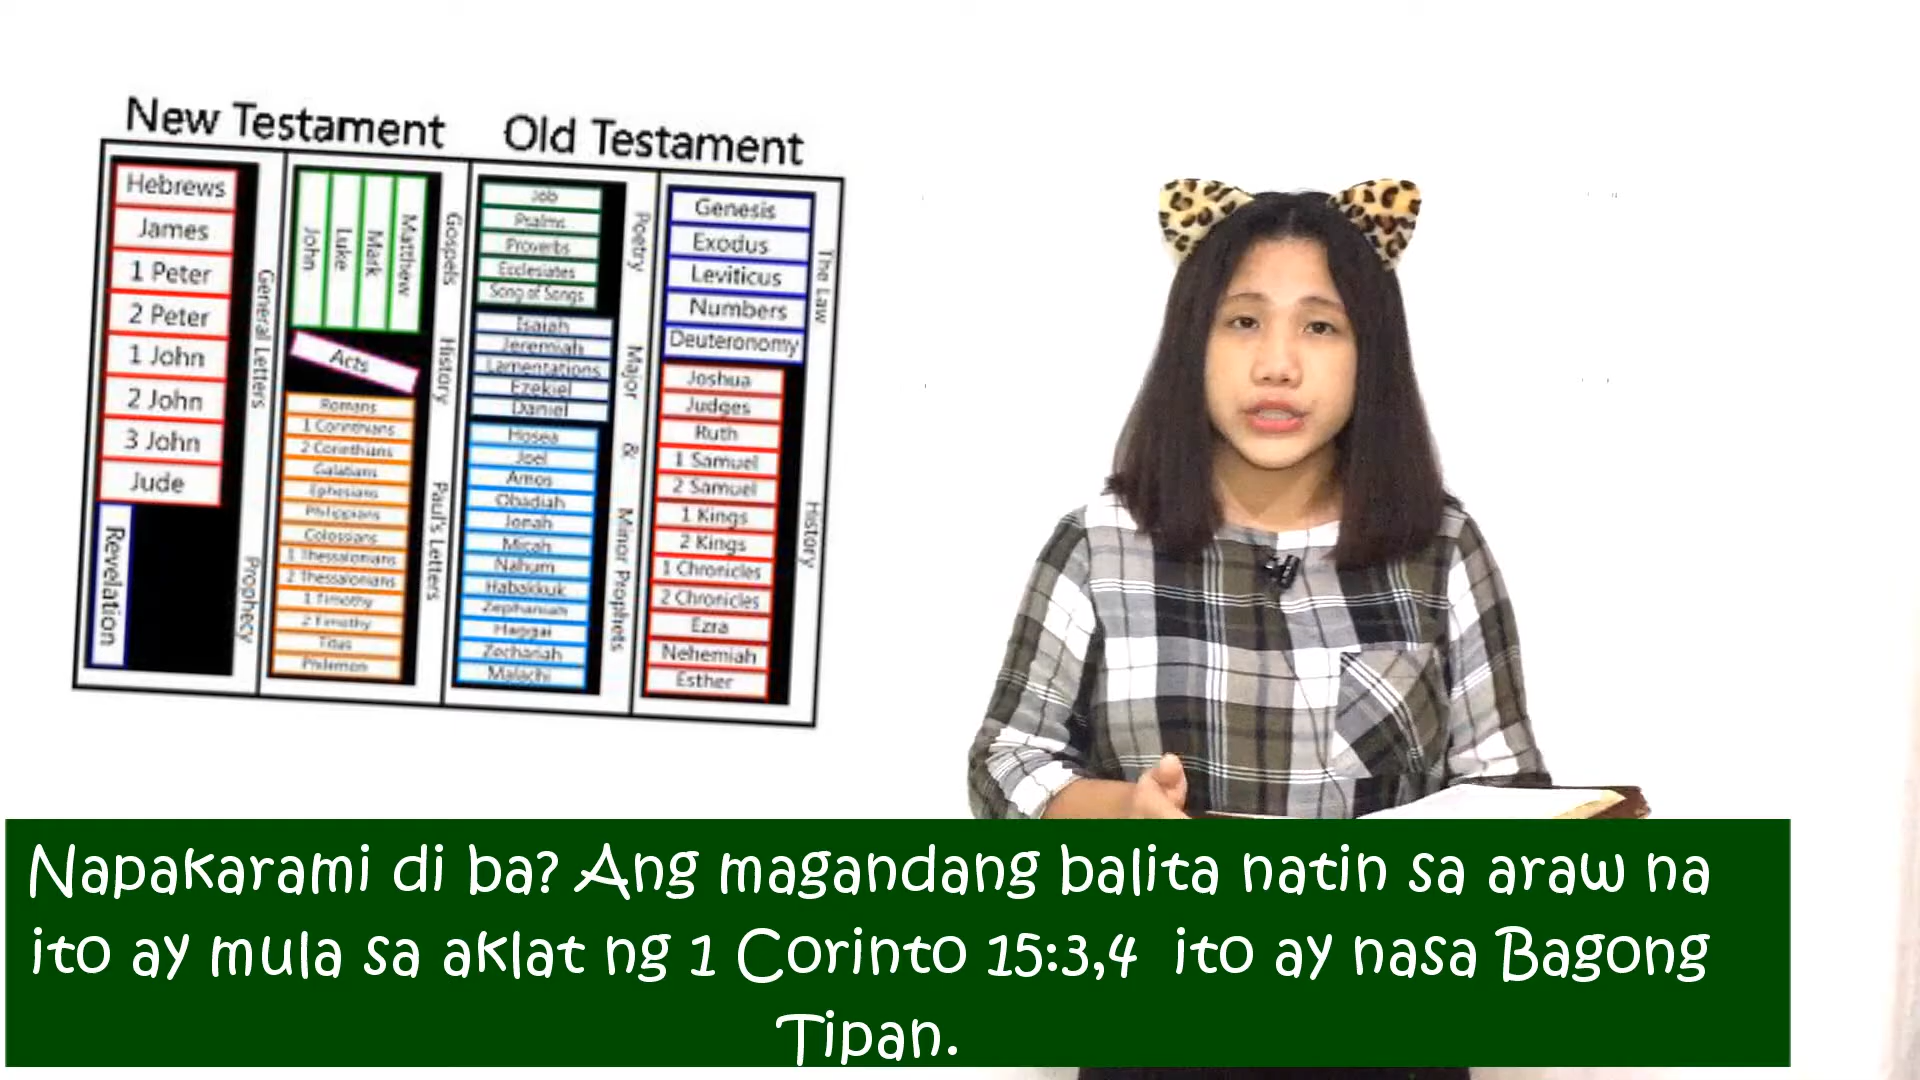 New Testament
Old Testament
Hebrews
James
1 Peter
2 Peter
1 John
2 John
3 John
Jude
Revelation
General Letters
Prophecy
John
Luke
Mark
Matthew
Acts
Romans
1 Corinthians
2 Corinthians
Galatians
Ephesians
Philippians
Colossians
1 Thessalonians
2 Thessalonians
1 Timothy
2 Timothy
Titus
Philemon
Gospels
History
Paul's Letters
Job
Psalms
Proverbs
Ecclesiates
Song of Songs
Isaiah
Jeremiah
Lamentations
Ezekiel
Daniel
Hosea
Joel
Amos
Obadiah
Jonah
Micah
Nahum
Habakkuk
Zephaniah
Haggai
Zechariah
Malachi
Poetry
Major & Minor Prophets
Genesis
Exodus
Leviticus
Numbers
Deuteronomy
Joshua
Judges
Ruth
1 Samuel
2 Samuel
1 Kings
2 Kings
1 Chronicles
2 Chronicles
Ezra
Nehemiah
Esther
The Law
History
Napakarami di ba? Ang magandang balita natin sa araw na
ito ay mula sa aklat ng 1 Corinto 15:3,4 ito ay nasa Bagong
Tipan.